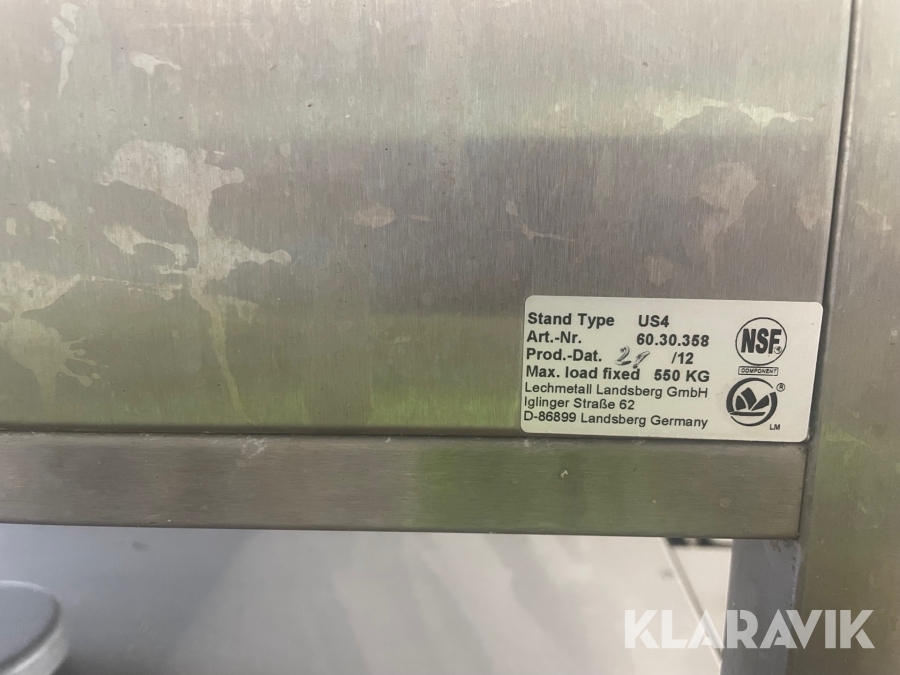 Stand Type US4
Art.-Nr. 60.30.358
Prod.-Dat. 29 /12
Max. load fixed 550 KG
Lechmetall Landsberg GmbH
Iglinger Straße 62
D-86899 Landsberg Germany
NSF®
COMPONENT
®
LM
KLARAVIK